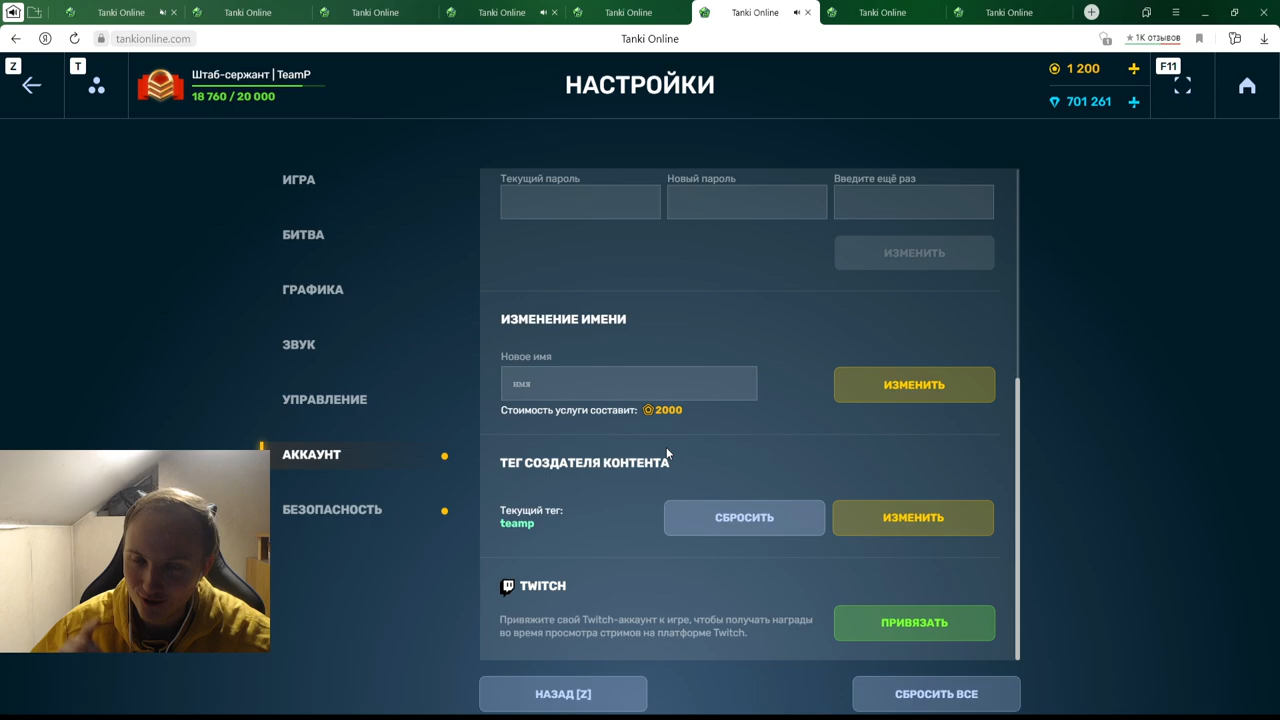 Tanki Online
Tanki Online
Tanki Online
Tanki Online
Tanki Online
Tanki Online
Tanki Online
Tanki Online
tankionline.com
Tanki Online
★ 1K отзывов
Z
T
Штаб-сержант | TeamP
18 760 / 20 000
НАСТРОЙКИ
1 200
701 261
F11
ИГРА
БИТВА
ГРАФИКА
ЗВУК
УПРАВЛЕНИЕ
АККАУНТ
БЕЗОПАСНОСТЬ
Текущий пароль
Новый пароль
Введите ещё раз
ИЗМЕНИТЬ
ИЗМЕНЕНИЕ ИМЕНИ
Новое имя
имя
ИЗМЕНИТЬ
Стоимость услуги составит: 2000
ТЕГ СОЗДАТЕЛЯ КОНТЕНТА
Текущий тег:
teamp
СБРОСИТЬ
ИЗМЕНИТЬ
TWITCH
Привяжите свой Twitch-аккаунт к игре, чтобы получать награды
во время просмотра стримов на платформе Twitch.
ПРИВЯЗАТЬ
НАЗАД [Z]
СБРОСИТЬ ВСЕ